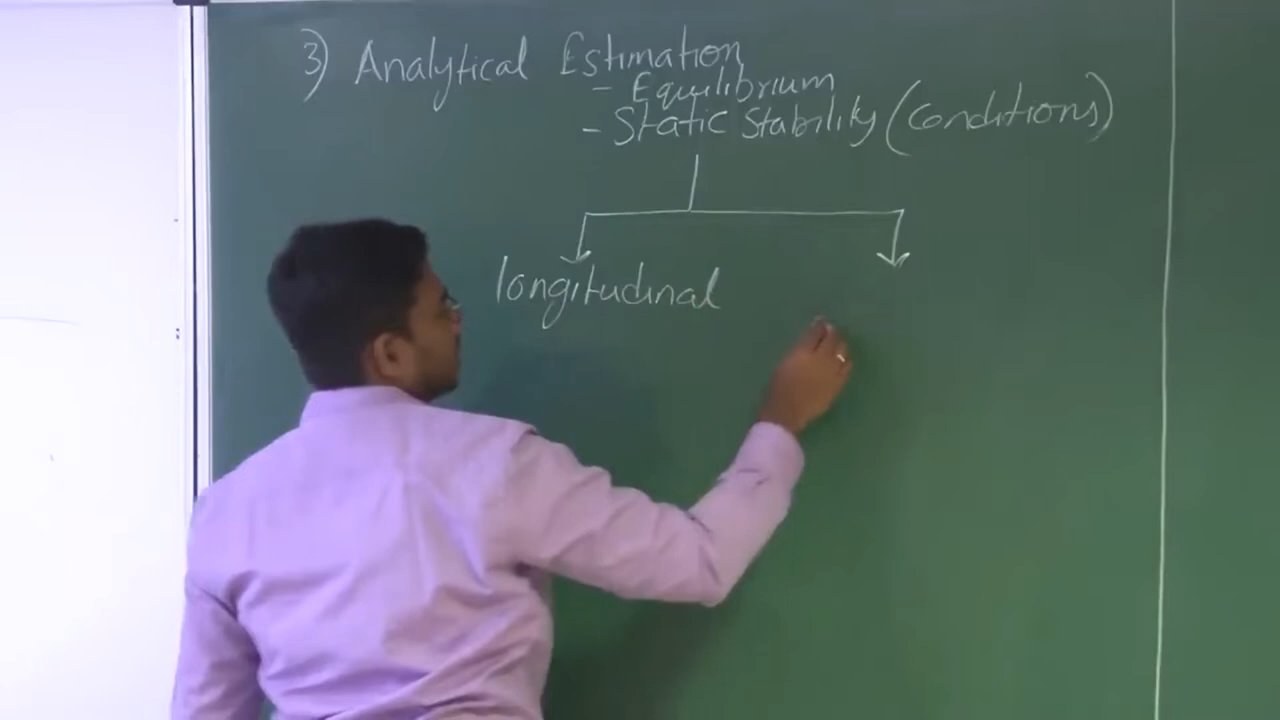 3) Analytical Estimation
- Equilibrium
- Static Stability (Conditions)
longitudinal